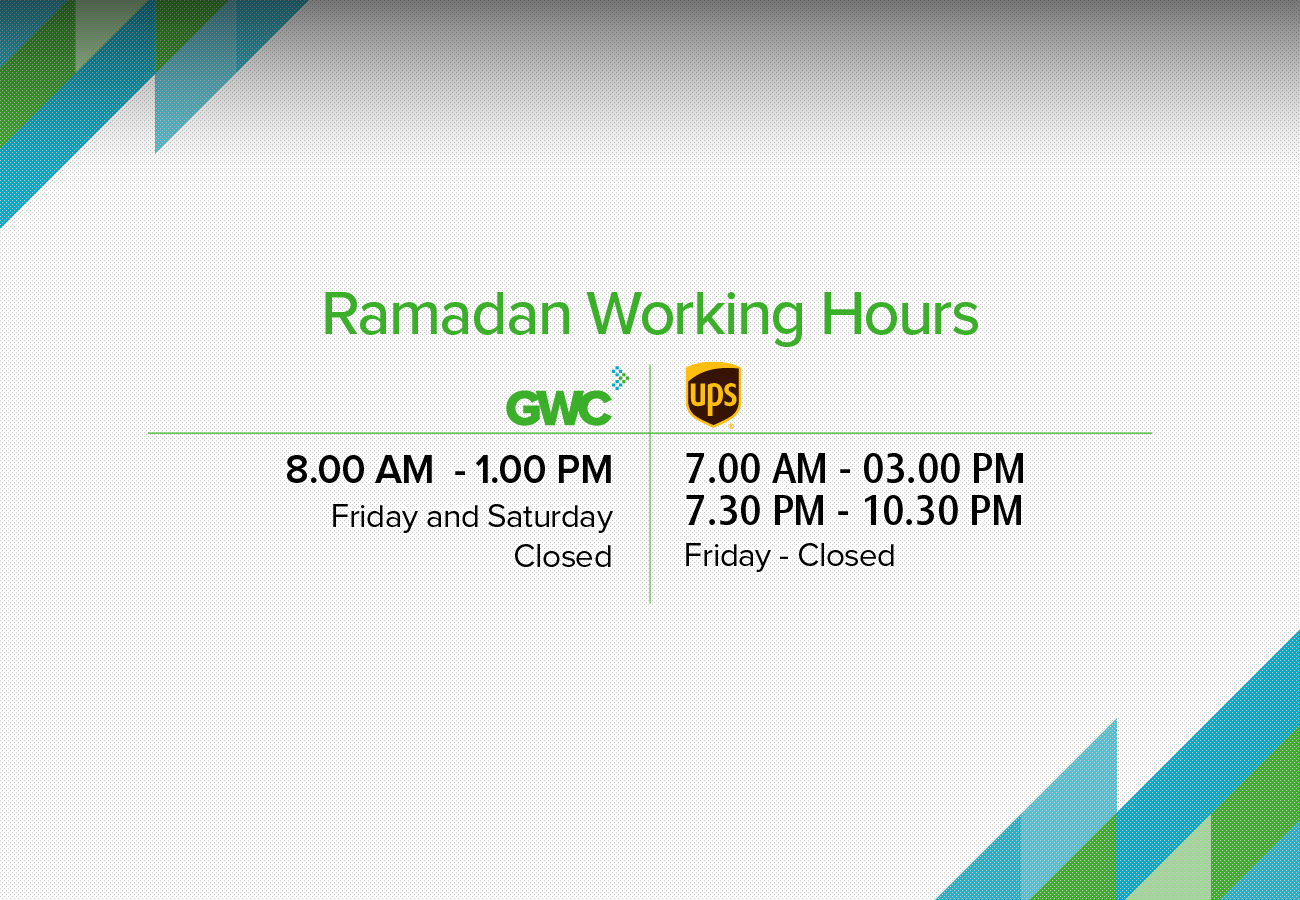 Ramadan Working Hours
GWC
8.00 AM - 1.00 PM
Friday and Saturday
Closed
ups
7.00 AM - 03.00 PM
7.30 PM - 10.30 PM
Friday - Closed